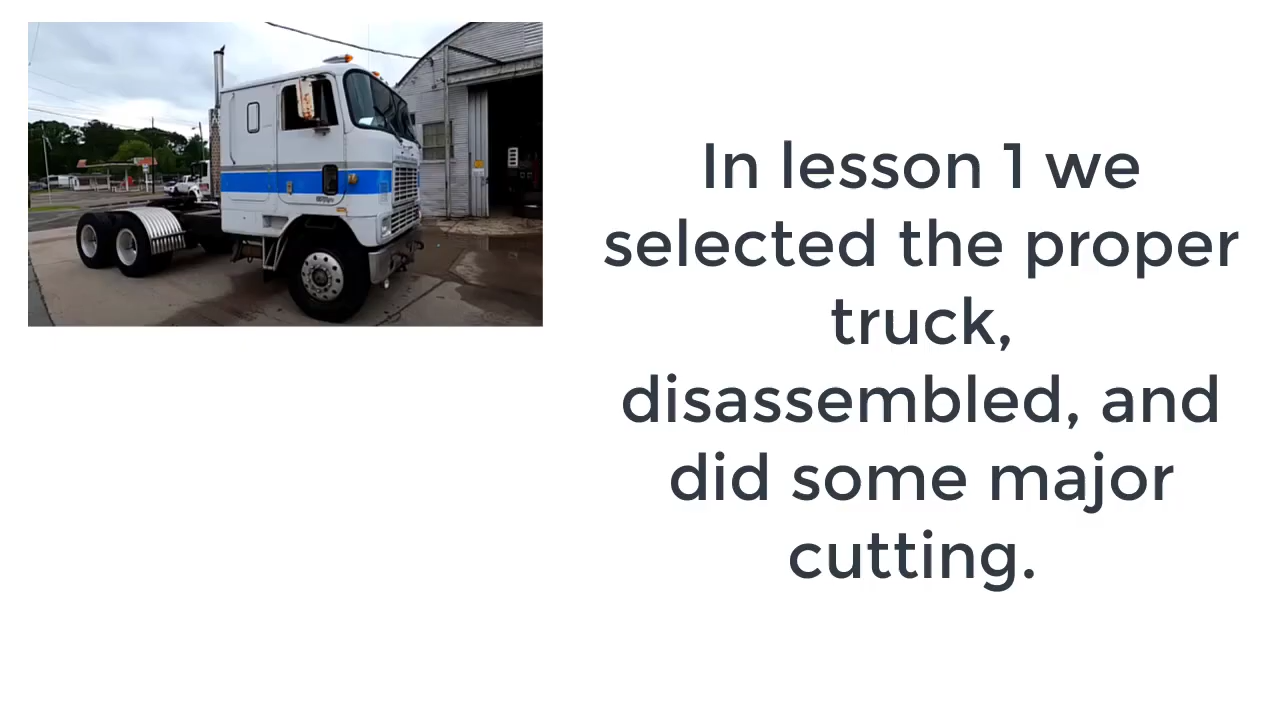 In lesson 1 we
selected the proper
truck,
disassembled, and
did some major
cutting.